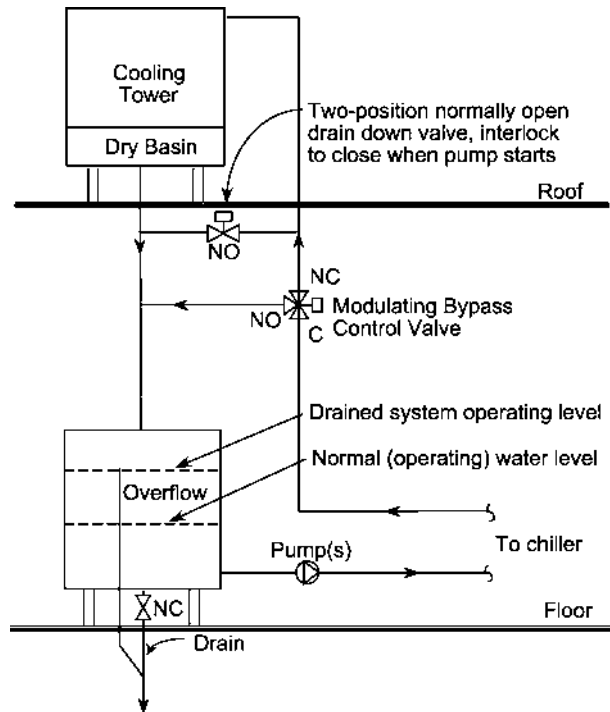 Cooling
Tower
Dry Basin
Two-position normally open
drain down valve, interlock
to close when pump starts
Roof
NO
NC
NO
Modulating Bypass
Control Valve
C
Drained system operating level
Normal (operating) water level
Overflow
To chiller
Pump(s)
NC
Floor
Drain